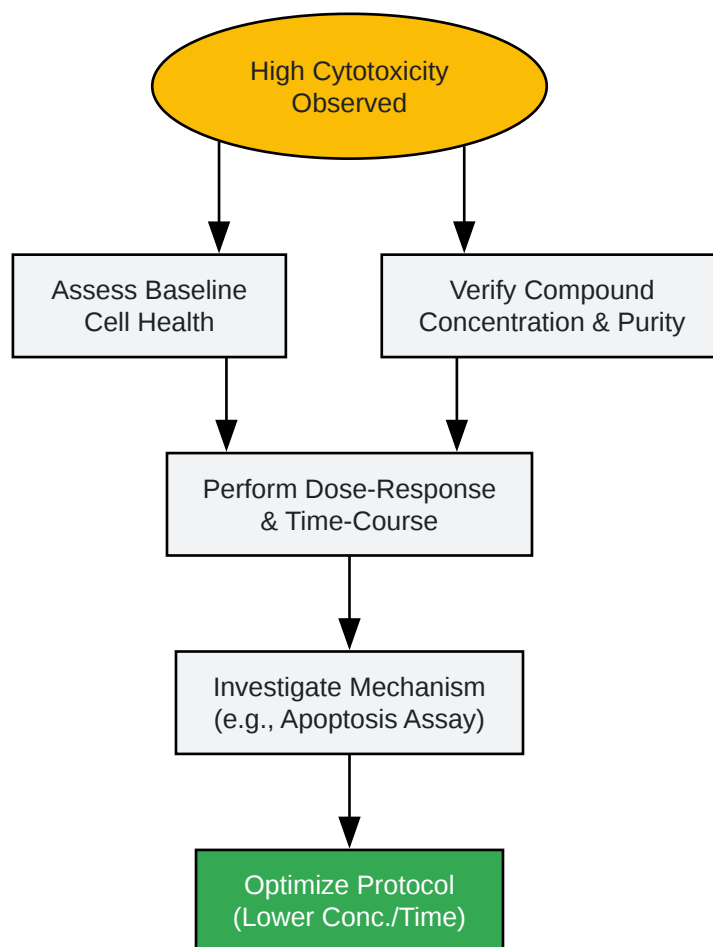 High Cytotoxicity
Observed
Assess Baseline
Cell Health
Verify Compound
Concentration & Purity
Perform Dose-Response
& Time-Course
Investigate Mechanism
(e.g., Apoptosis Assay)
Optimize Protocol
(Lower Conc./Time)